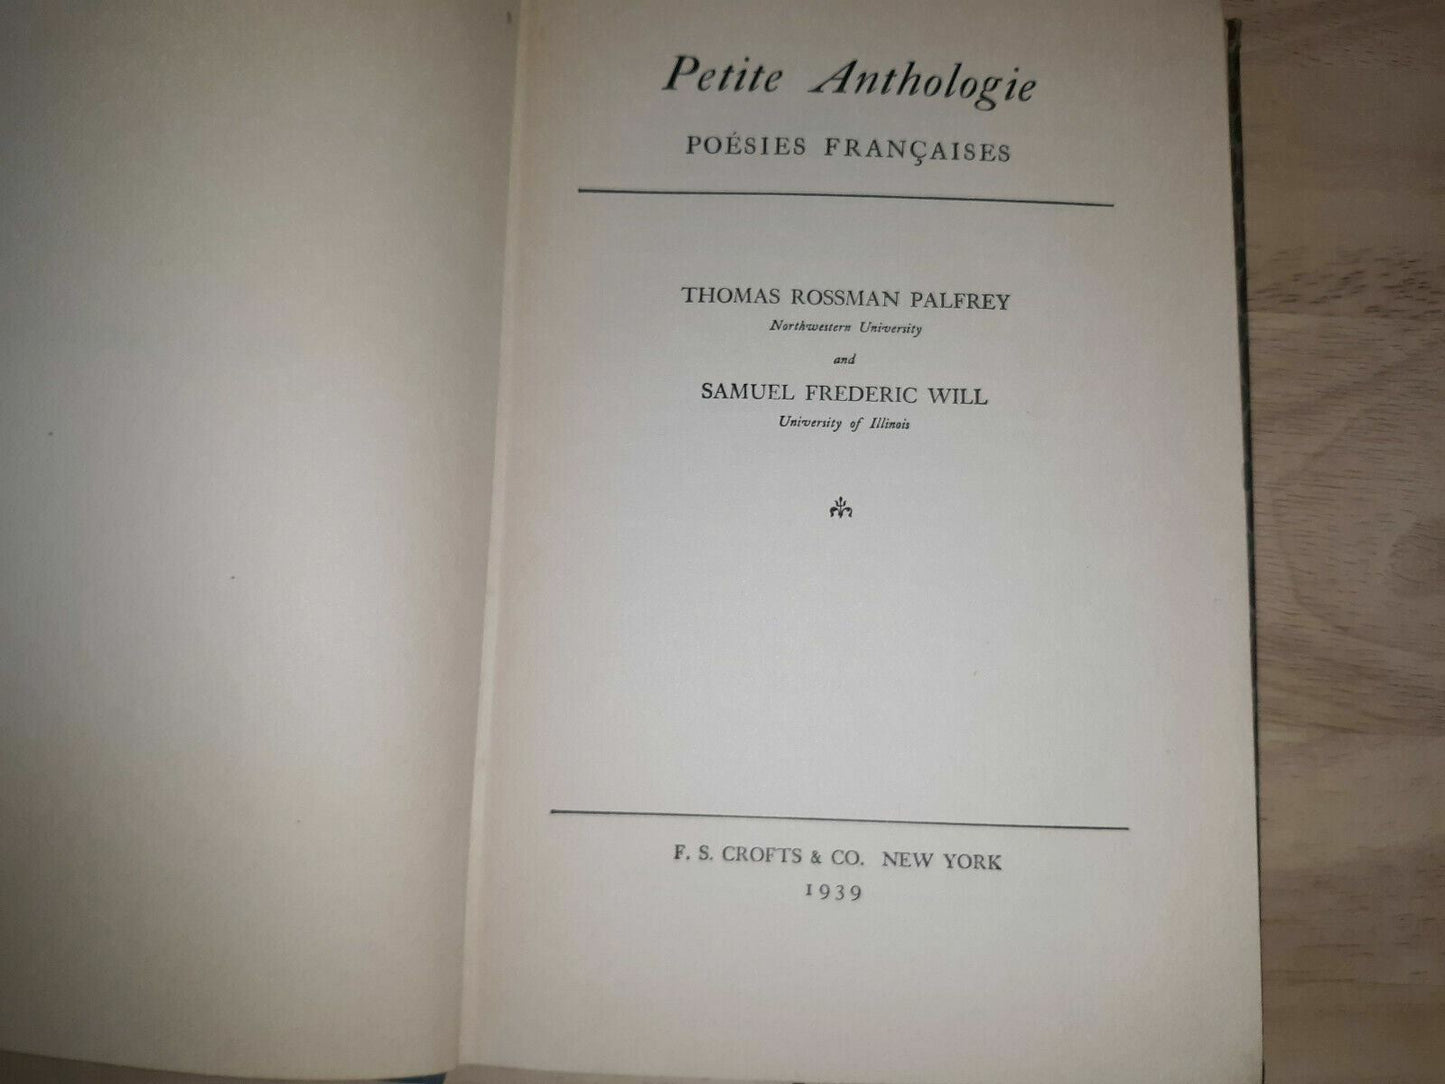 Petite Anthologie
POÉSIES FRANÇAISES
THOMAS ROSSMAN PALFREY
Northwestern University
and
SAMUEL FREDERIC WILL
University of Illinois
F. S. CROFTS & CO. NEW YORK
1939